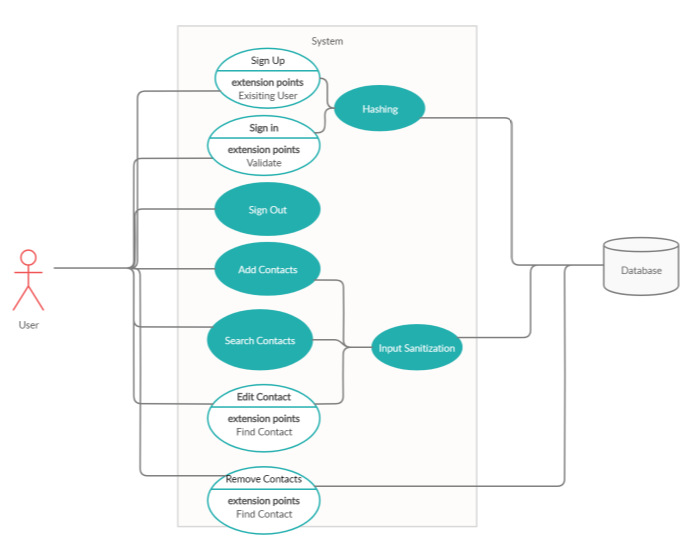 System
Sign Up
extension points
Exisiting User
Hashing
Sign in
extension points
Validate
Sign Out
Add Contacts
Database
User
Search Contacts
Input Sanitization
Edit Contact
extension points
Find Contact
Remove Contacts
extension points
Find Contact